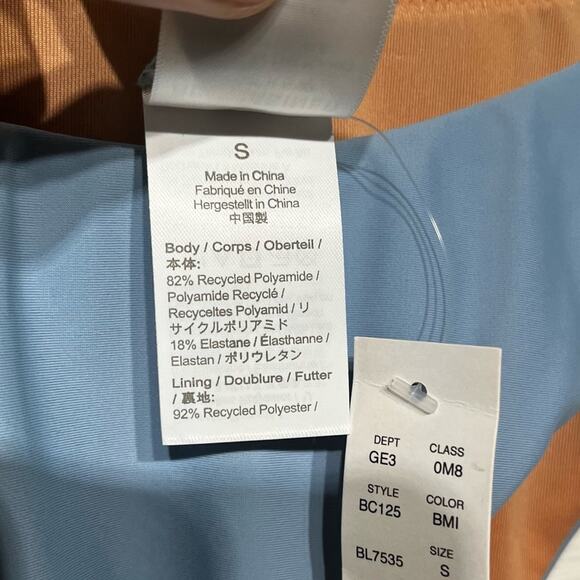 S
Made in China
Fabriqué en Chine
Hergestellt in China
中国製
Body / Corps / Oberteil /
本体:
82% Recycled Polyamide /
Polyamide Recyclé /
Recyceltes Polymid / リ
サイクルポリアミド
18% Elastane / Élasthanne /
Elastan / ポリウレタン
Lining / Doublure / Futter
/ 裏地:
92% Recycled Polyester /
DEPT CLASS
GE3 0M8
STYLE COLOR
BC125 BMI
BL7535 SIZE
S